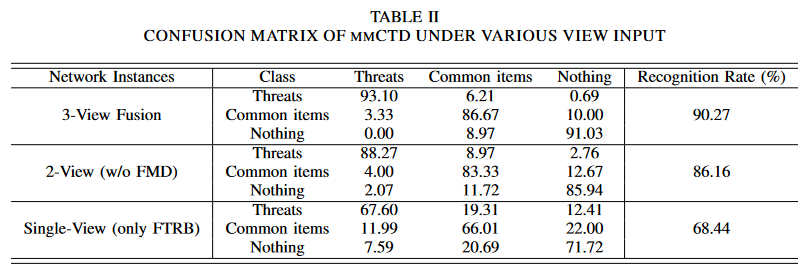 TABLE II
CONFUSION MATRIX OF MMCTD UNDER VARIOUS VIEW INPUT
Network Instances Class Threats Common items Nothing Recognition Rate (%)
Threats 93.10 6.21 0.69
3-View Fusion Common items 3.33 86.67 10.00 90.27
Nothing 0.00 8.97 91.03
Threats 88.27 8.97 2.76
2-View (w/o FMD) Common items 4.00 83.33 12.67 86.16
Nothing 2.07 11.72 85.94
Threats 67.60 19.31 12.41
Single-View (only FTRB) Common items 11.99 66.01 22.00 68.44
Nothing 7.59 20.69 71.72